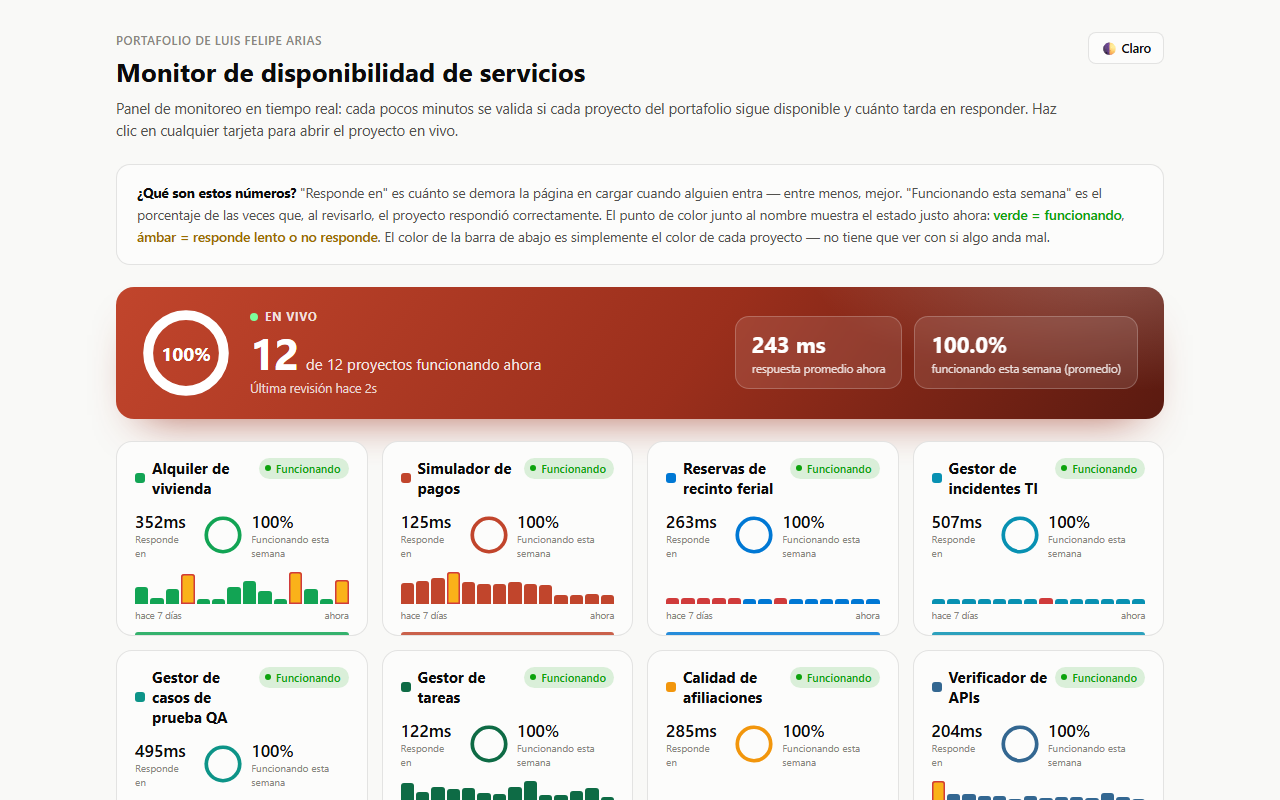 PORTAFOLIO DE LUIS FELIPE ARIAS
Claro
Monitor de disponibilidad de servicios
Panel de monitoreo en tiempo real: cada pocos minutos se valida si cada proyecto del portafolio sigue disponible y cuánto tarda en responder. Haz
clic en cualquier tarjeta para abrir el proyecto en vivo.
¿Qué son estos números? "Responde en" es cuánto se demora la página en cargar cuando alguien entra — entre menos, mejor. "Funcionando esta semana" es el
porcentaje de las veces que, al revisarlo, el proyecto respondió correctamente. El punto de color junto al nombre muestra el estado justo ahora: verde = funcionando,
ámbar = responde lento o no responde. El color de la barra de abajo es simplemente el color de cada proyecto — no tiene que ver con si algo anda mal.
100%
EN VIVO
12 de 12 proyectos funcionando ahora
Última revisión hace 2s
243 ms
respuesta promedio ahora
100.0%
funcionando esta semana (promedio)
Alquiler de
vivienda
Funcionando
352ms
Responde
en
100%
Funcionando esta
semana
hace 7 días
ahora
Simulador de
pagos
Funcionando
125ms
Responde
en
100%
Funcionando esta
semana
hace 7 días
ahora
Reservas de
recinto ferial
Funcionando
263ms
Responde
en
100%
Funcionando esta
semana
hace 7 días
ahora
Gestor de
incidentes TI
Funcionando
507ms
Responde
en
100%
Funcionando esta
semana
hace 7 días
ahora
Gestor de
casos de
prueba QA
Funcionando
495ms
Responde
en
100%
Funcionando esta
semana
Gestor de
tareas
Funcionando
122ms
Responde
en
100%
Funcionando esta
semana
Calidad de
afiliaciones
Funcionando
285ms
Responde
en
100%
Funcionando esta
semana
Verificador de
APIs
Funcionando
204ms
Responde
en
100%
Funcionando esta
semana